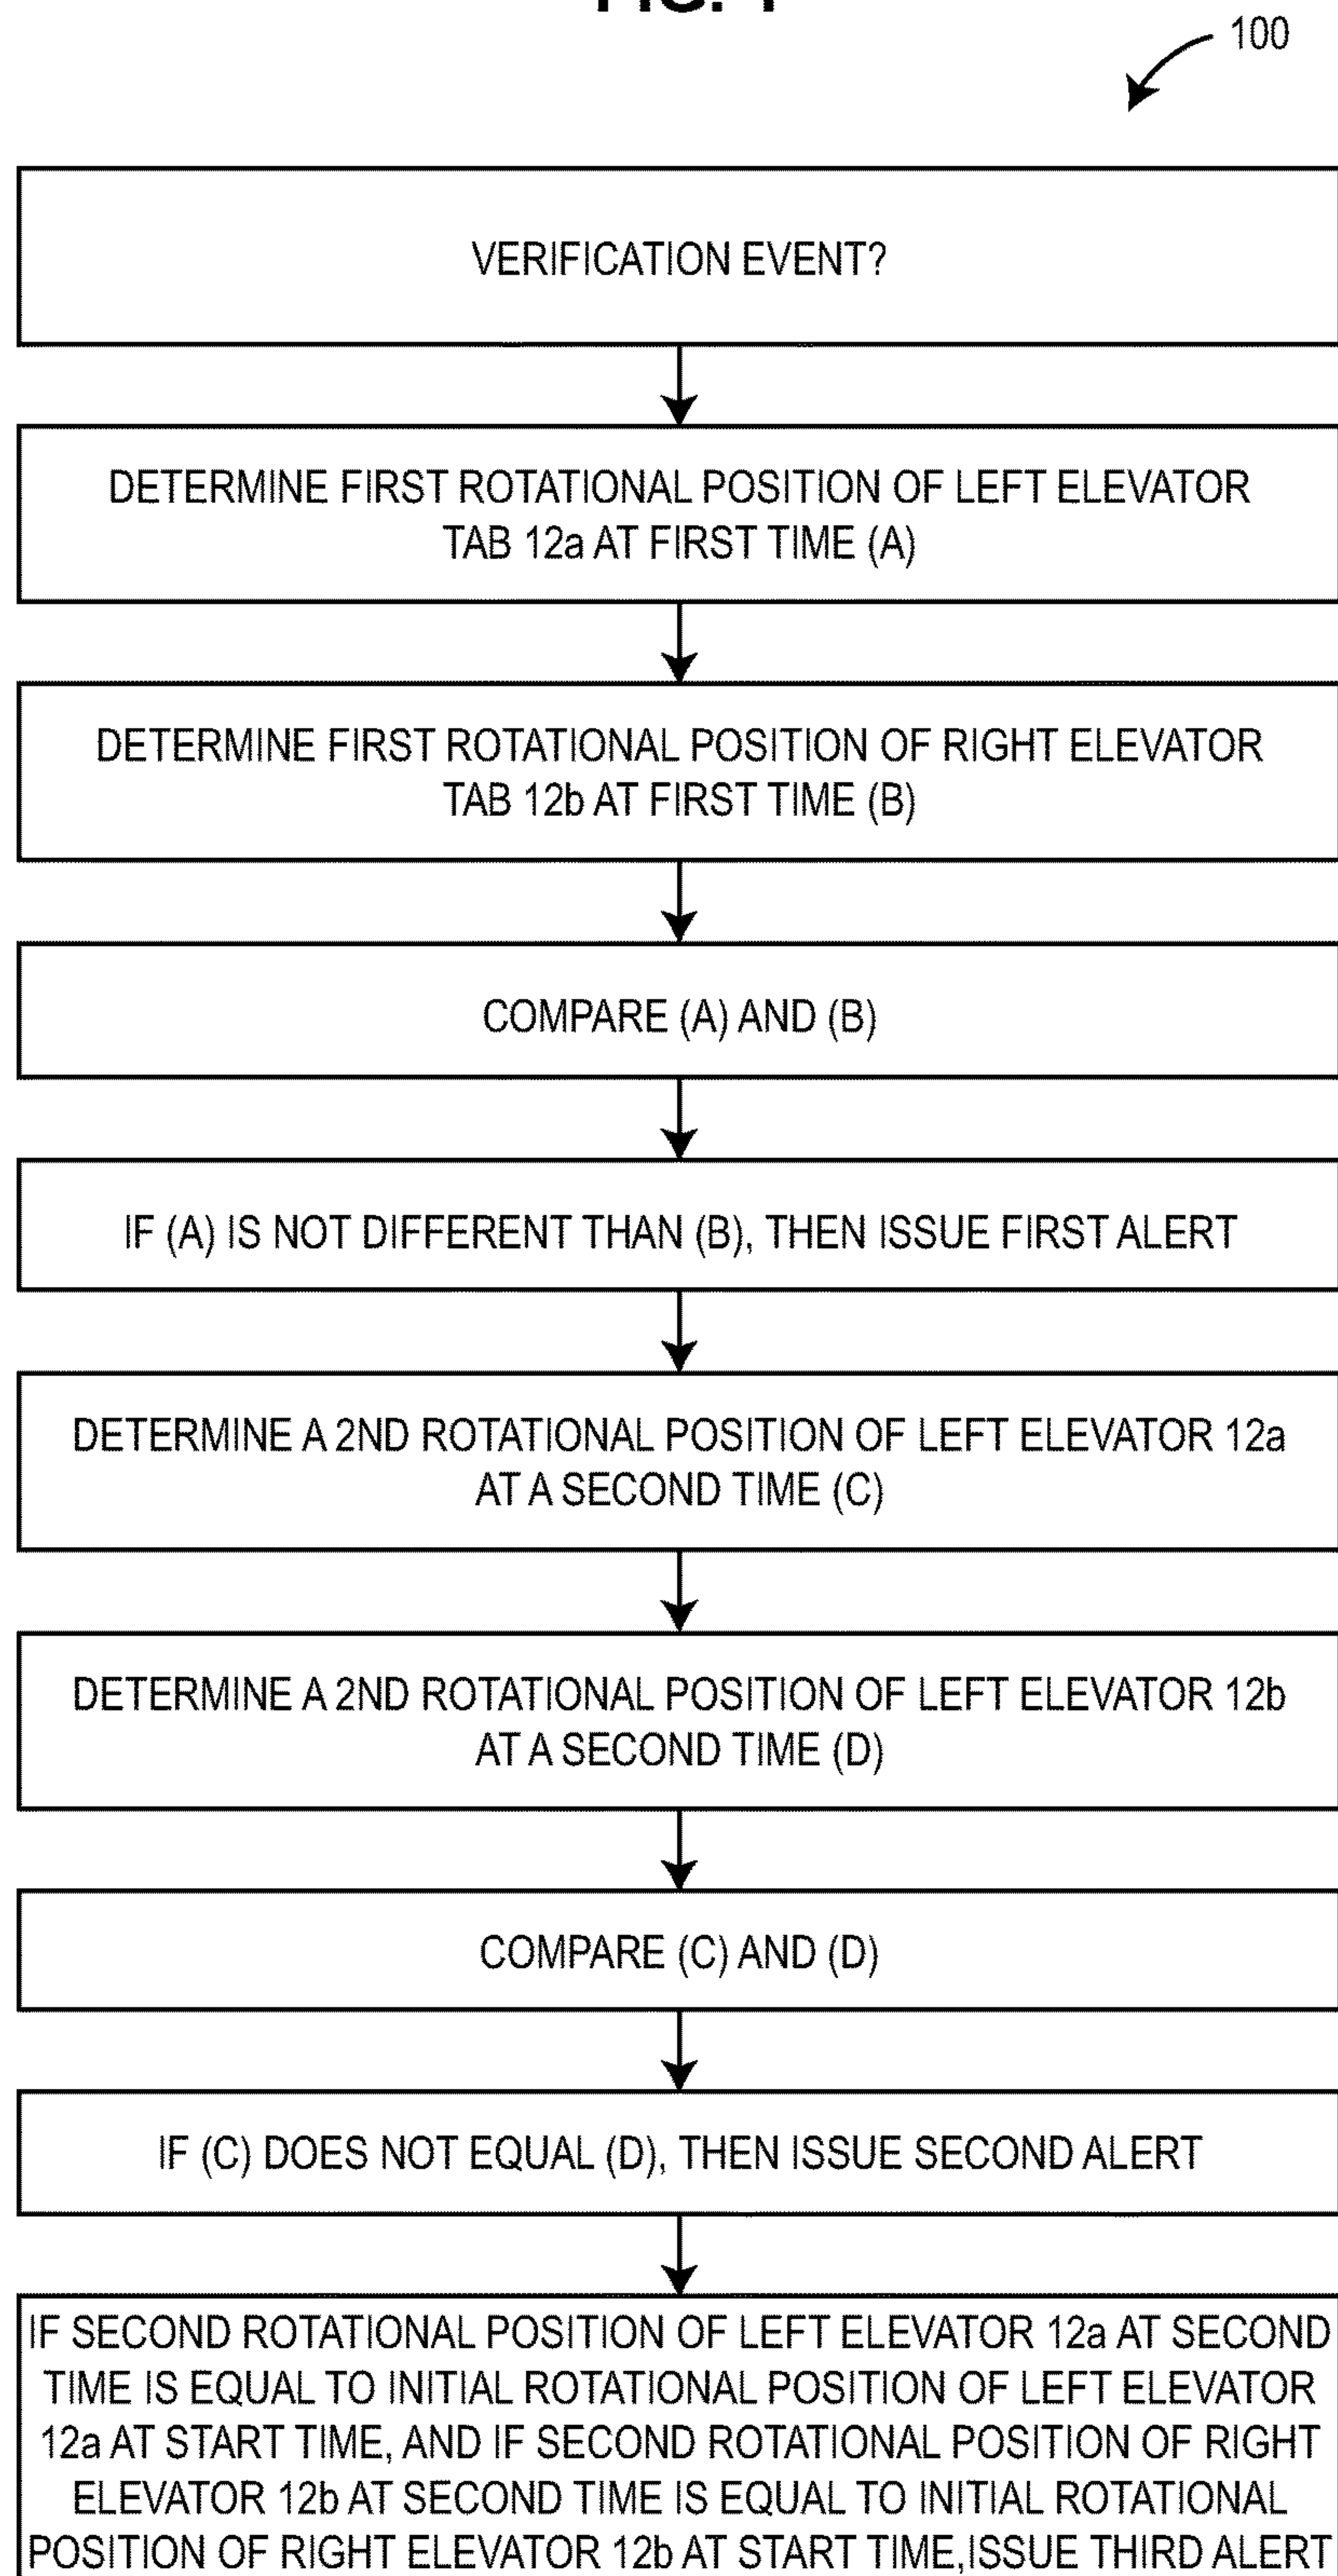 100
VERIFICATION EVENT?
DETERMINE FIRST ROTATIONAL POSITION OF LEFT ELEVATOR
TAB 12a AT FIRST TIME (A)
DETERMINE FIRST ROTATIONAL POSITION OF RIGHT ELEVATOR
TAB 12b AT FIRST TIME (B)
COMPARE (A) AND (B)
IF (A) IS NOT DIFFERENT THAN (B), THEN ISSUE FIRST ALERT
DETERMINE A 2ND ROTATIONAL POSITION OF LEFT ELEVATOR 12a
AT A SECOND TIME (C)
DETERMINE A 2ND ROTATIONAL POSITION OF LEFT ELEVATOR 12b
AT A SECOND TIME (D)
COMPARE (C) AND (D)
IF (C) DOES NOT EQUAL (D), THEN ISSUE SECOND ALERT
IF SECOND ROTATIONAL POSITION OF LEFT ELEVATOR 12a AT SECOND
TIME IS EQUAL TO INITIAL ROTATIONAL POSITION OF LEFT ELEVATOR
12a AT START TIME, AND IF SECOND ROTATIONAL POSITION OF RIGHT
ELEVATOR 12b AT SECOND TIME IS EQUAL TO INITIAL ROTATIONAL
POSITION OF RIGHT ELEVATOR 12b AT START TIME,ISSUE THIRD ALERT